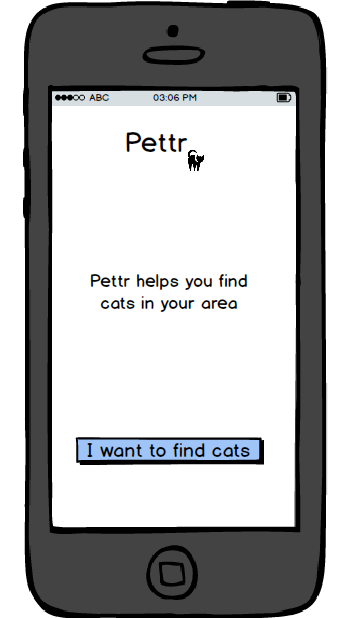 ABC 03:06 PM
Pettr
Pettr helps you find
cats in your area
I want to find cats